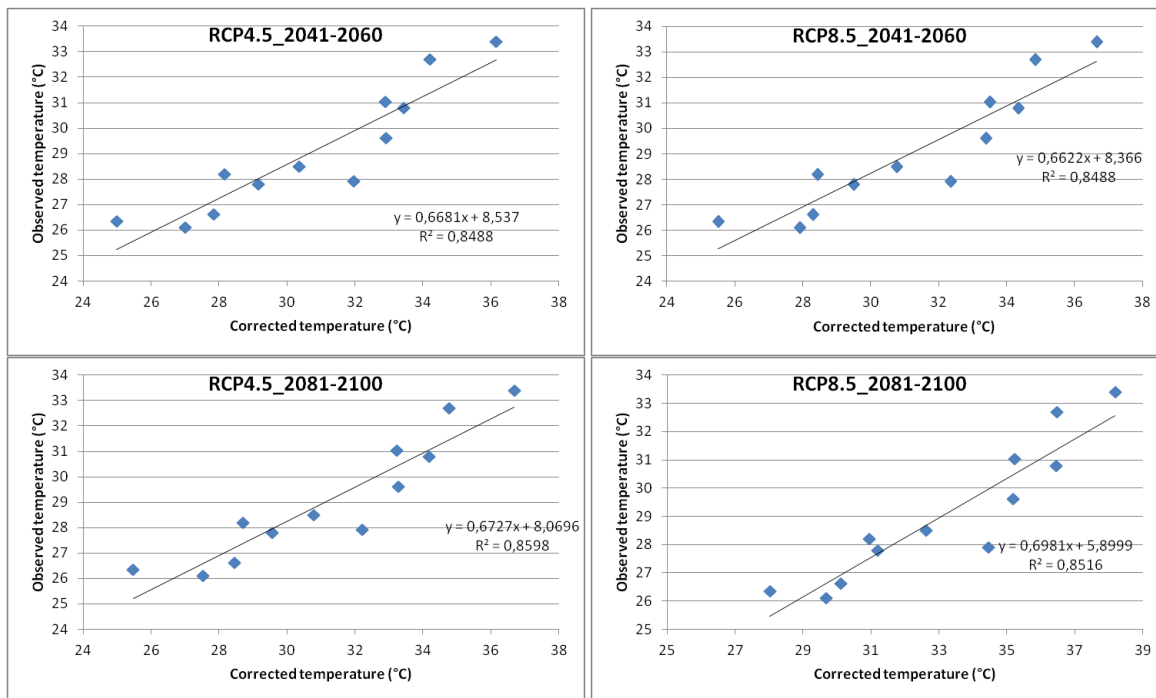 RCP4.5_2041-2060
Observed temperature (°C)
34
33
32
31
30
29
28
27
26
25
24
y = 0,6681x + 8,537
R² = 0,8488
24 26 28 30 32 34 36 38
Corrected temperature (°C)
RCP8.5_2041-2060
Observed temperature (°C)
34
33
32
31
30
29
28
27
26
25
24
y = 0,6622x + 8,366
R² = 0,8488
24 26 28 30 32 34 36 38
Corrected temperature (°C)
RCP4.5_2081-2100
Observed temperature (°C)
34
33
32
31
30
29
28
27
26
25
24
y = 0,6727x + 8,0696
R² = 0,8598
24 26 28 30 32 34 36 38
Corrected temperature (°C)
RCP8.5_2081-2100
Observed temperature (°C)
34
33
32
31
30
29
28
27
26
25
y = 0,6981x + 5,8999
R² = 0,8516
25 27 29 31 33 35 37 39
Corrected temperature (°C)